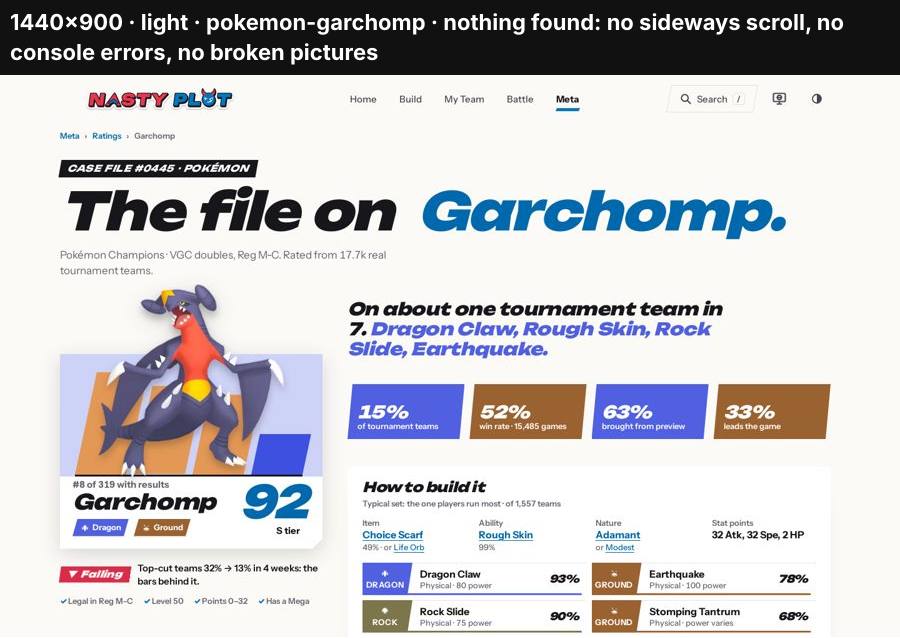 1440×900 · light · pokemon-garchomp · nothing found: no sideways scroll, no
console errors, no broken pictures
NASTY PLOT
Home
Build
My Team
Battle
Meta
Search /
Meta › Ratings › Garchomp
CASE FILE #0445 · POKÉMON
The file on Garchomp.
Pokémon Champions · VGC doubles, Reg M-C. Rated from 17.7k real
tournament teams.
#8 of 319 with results
Garchomp
92
S tier
Dragon
Ground
▼ Falling
Top-cut teams 32% → 13% in 4 weeks: the
bars behind it.
✓Legal in Reg M-C ✓Level 50 ✓Points 0–32 ✓Has a Mega
On about one tournament team in
7. Dragon Claw, Rough Skin, Rock
Slide, Earthquake.
15%
of tournament teams
52%
win rate · 15,485 games
63%
brought from preview
33%
leads the game
How to build it
Typical set: the one players run most · of 1,557 teams
Item
Choice Scarf
49% · or Life Orb
Ability
Rough Skin
99%
Nature
Adamant
or Modest
Stat points
32 Atk, 32 Spe, 2 HP
DRAGON
Dragon Claw
Physical · 80 power
93%
GROUND
Earthquake
Physical · 100 power
78%
ROCK
Rock Slide
Physical · 75 power
90%
GROUND
Stomping Tantrum
Physical · power varies
68%